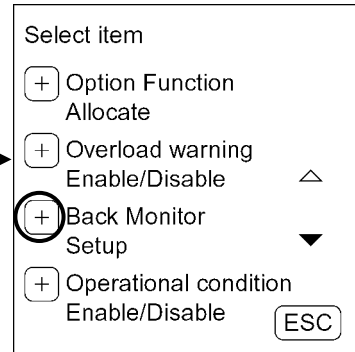 Select item
+ Option Function
Allocate
+ Overload warning
Enable/Disable
+ Back Monitor
Setup
+ Operational condition
Enable/Disable
ESC